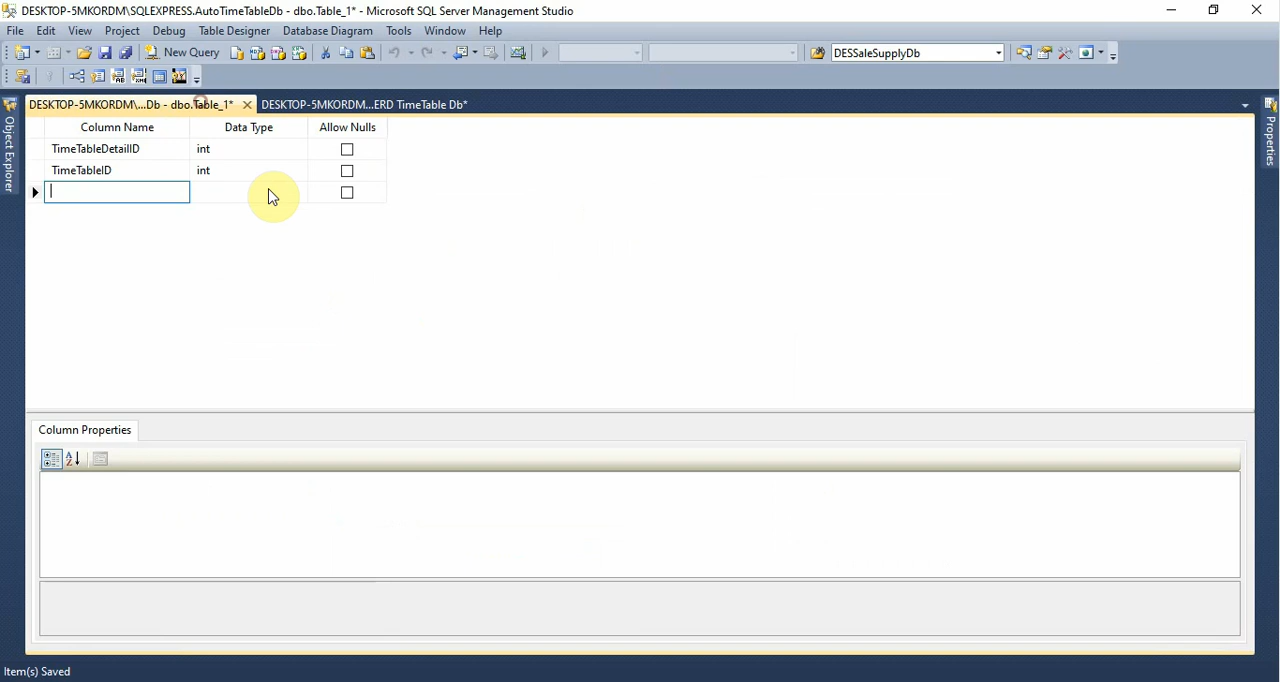 DESKTOP-5MKORDM\SQLEXPRESS.AutoTimeTableDb - dbo.Table_1* - Microsoft SQL Server Management Studio
File Edit View Project Debug Table Designer Database Diagram Tools Window Help
New Query DESSaleSupplyDb
DESKTOP-5MKORDM\...Db - dbo.Table_1* DESKTOP-5MKORDM...ERD TimeTable Db*
Object Explorer
Properties
Column Name Data Type Allow Nulls
TimeTableDetailID int
TimeTableID int
Column Properties
Item(s) Saved